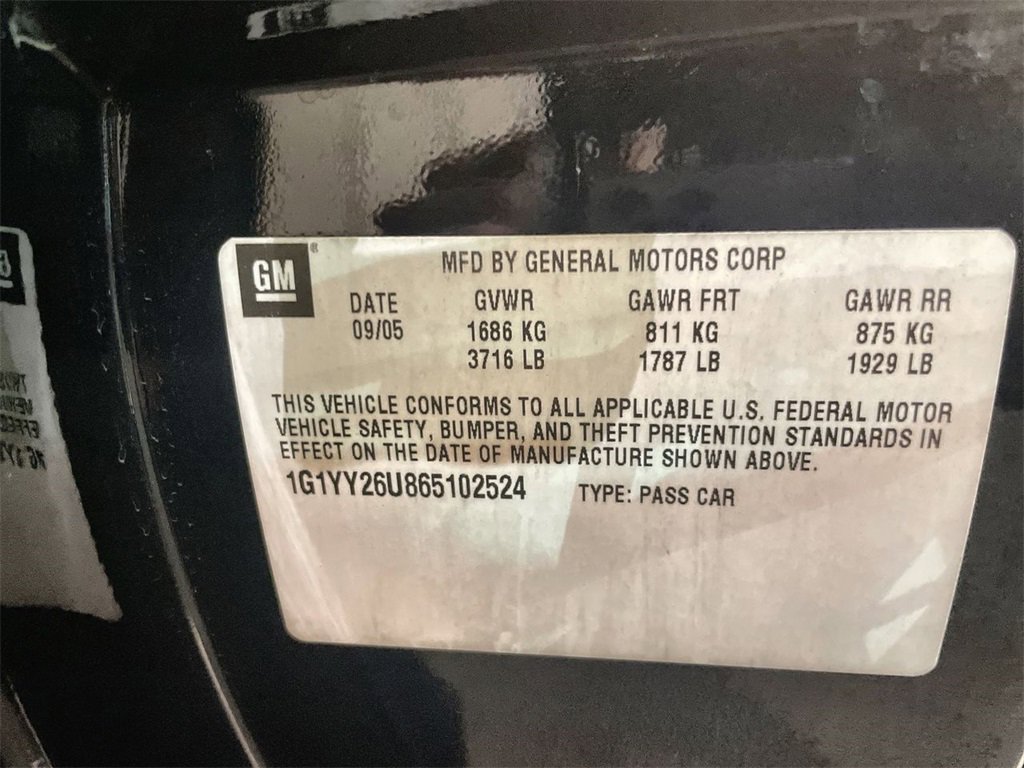 GM ®
MFD BY GENERAL MOTORS CORP
DATE GVWR GAWR FRT GAWR RR
09/05 1686 KG 811 KG 875 KG
3716 LB 1787 LB 1929 LB
THIS VEHICLE CONFORMS TO ALL APPLICABLE U.S. FEDERAL MOTOR
VEHICLE SAFETY, BUMPER, AND THEFT PREVENTION STANDARDS IN
EFFECT ON THE DATE OF MANUFACTURE SHOWN ABOVE.
1G1YY26U865102524 TYPE: PASS CAR